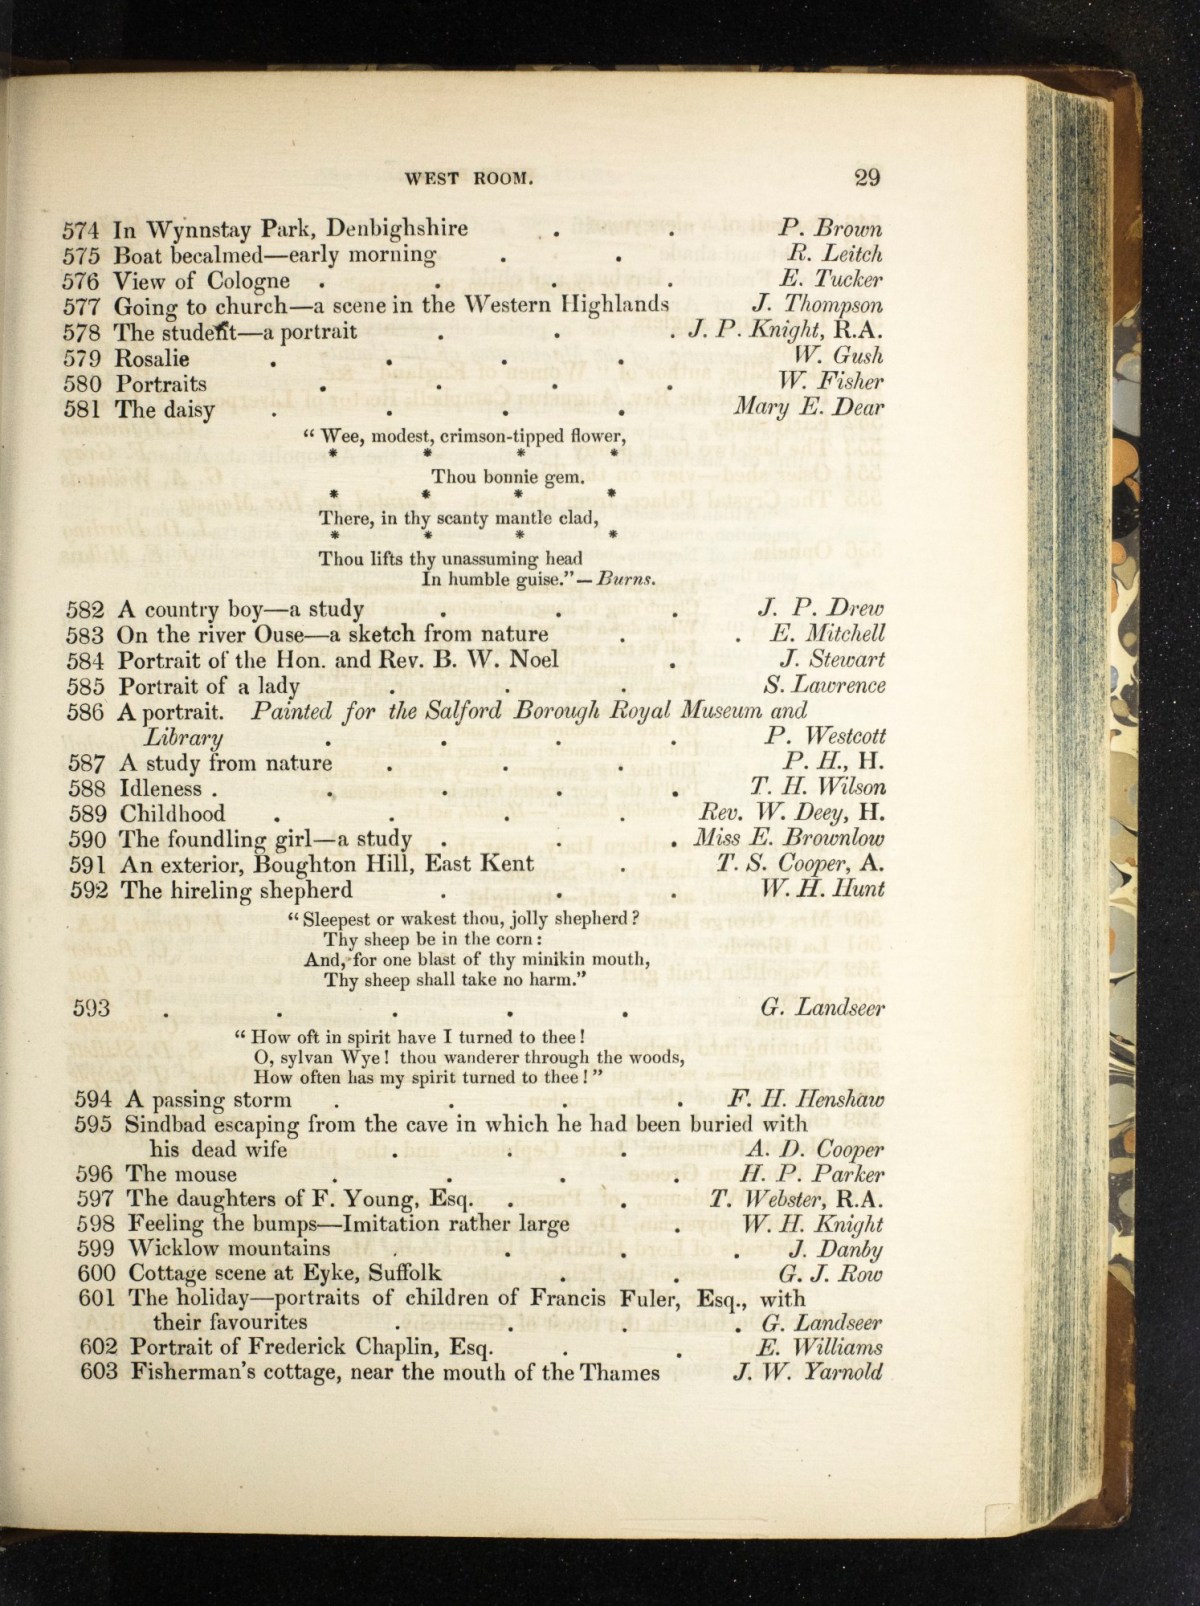 WEST ROOM. 29
574 In Wynnstay Park, Denbighshire . . P. Brown
575 Boat becalmed—early morning . . R. Leitch
576 View of Cologne . . . . E. Tucker
577 Going to church—a scene in the Western Highlands J. Thompson
578 The student—a portrait . . . J. P. Knight, R.A.
579 Rosalie . . . . W. Gush
580 Portraits . . . . W. Fisher
581 The daisy . . . . Mary E. Dear
“ Wee, modest, crimson-tipped flower,
* * * *
Thou bonnie gem.
* * * *
There, in thy scanty mantle clad,
* * * *
Thou lifts thy unassuming head
In humble guise.”—Burns.
582 A country boy—a study . . . J. P. Drew
583 On the river Ouse—a sketch from nature . . E. Mitchell
584 Portrait of the Hon. and Rev. B. W. Noel . J. Stewart
585 Portrait of a lady . . . S. Lawrence
586 A portrait. Painted for the Salford Borough Royal Museum and
Library . . . . P. Westcott
587 A study from nature . . . P. H., H.
588 Idleness . . . . . T. H. Wilson
589 Childhood . . . . Rev. W. Deey, H.
590 The foundling girl—a study . . . Miss E. Brownlow
591 An exterior, Boughton Hill, East Kent . T. S. Cooper, A.
592 The hireling shepherd . . . W. H. Hunt
“ Sleepest or wakest thou, jolly shepherd ?
Thy sheep be in the corn :
And, for one blast of thy minikin mouth,
Thy sheep shall take no harm.”
593 . . . . . G. Landseer
“ How oft in spirit have I turned to thee !
O, sylvan Wye ! thou wanderer through the woods,
How often has my spirit turned to thee ! ”
594 A passing storm . . . . F. H. Henshaw
595 Sindbad escaping from the cave in which he had been buried with
his dead wife . . . A. D. Cooper
596 The mouse . . . . H. P. Parker
597 The daughters of F. Young, Esq. . . T. Webster, R.A.
598 Feeling the bumps—Imitation rather large . W. H. Knight
599 Wicklow mountains . . . . J. Danby
600 Cottage scene at Eyke, Suffolk . . G. J. Row
601 The holiday—portraits of children of Francis Fuler, Esq., with
their favourites . . . . G. Landseer
602 Portrait of Frederick Chaplin, Esq. . . E. Williams
603 Fisherman’s cottage, near the mouth of the Thames J. W. Yarnold